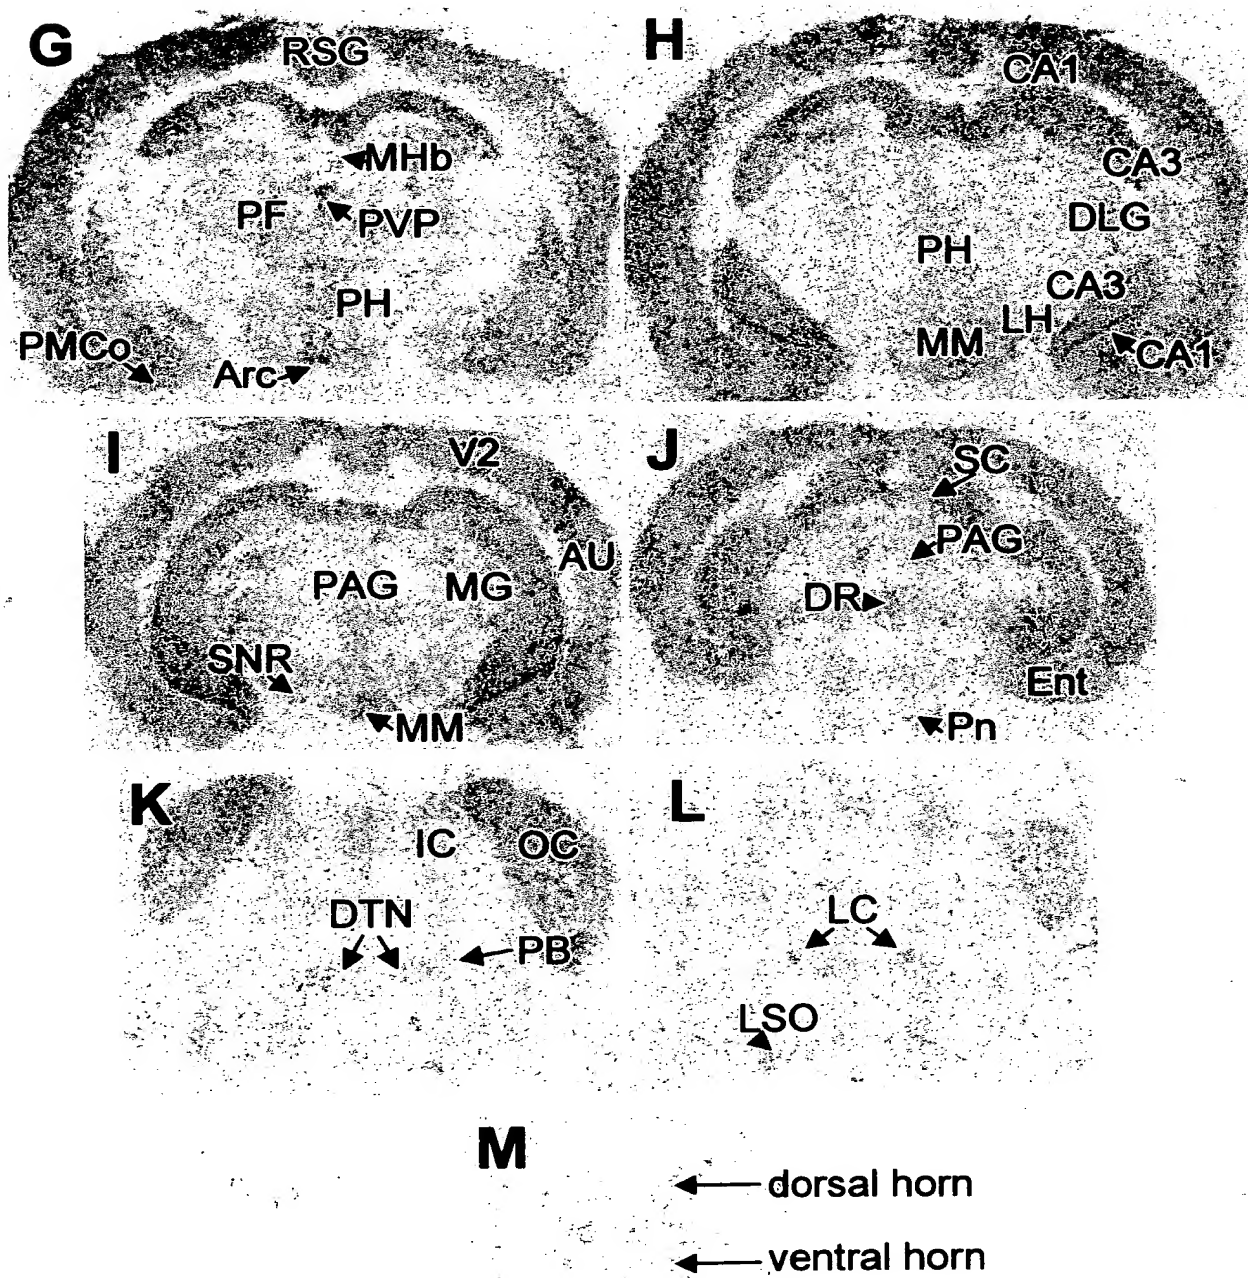 G
RSG
MHb
PF
PVP
PH
PMCo
Arc
H
CA1
CA3
DLG
PH
CA3
LH
MM
CA1
I
V2
AU
PAG MG
SNR
MM
J
SC
PAG
DR
Ent
Pn
K
IC OC
DTN
PB
L
LC
LSO
M
dorsal horn
ventral horn